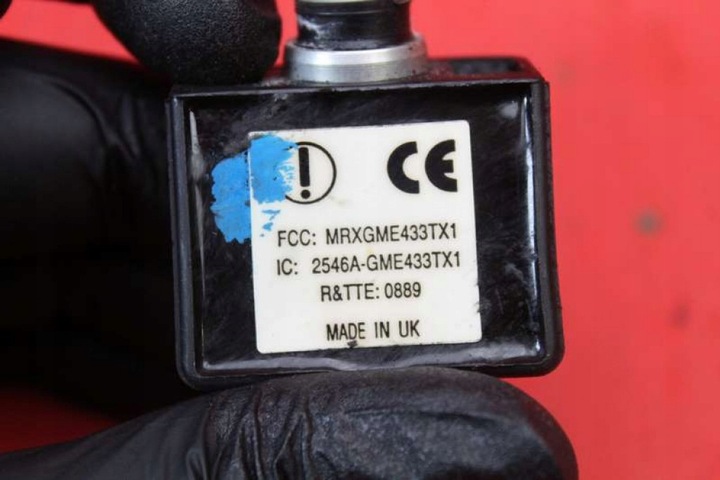 CE
FCC: MRXGME433TX1
IC: 2546A-GME433TX1
R&TTE: 0889
MADE IN UK